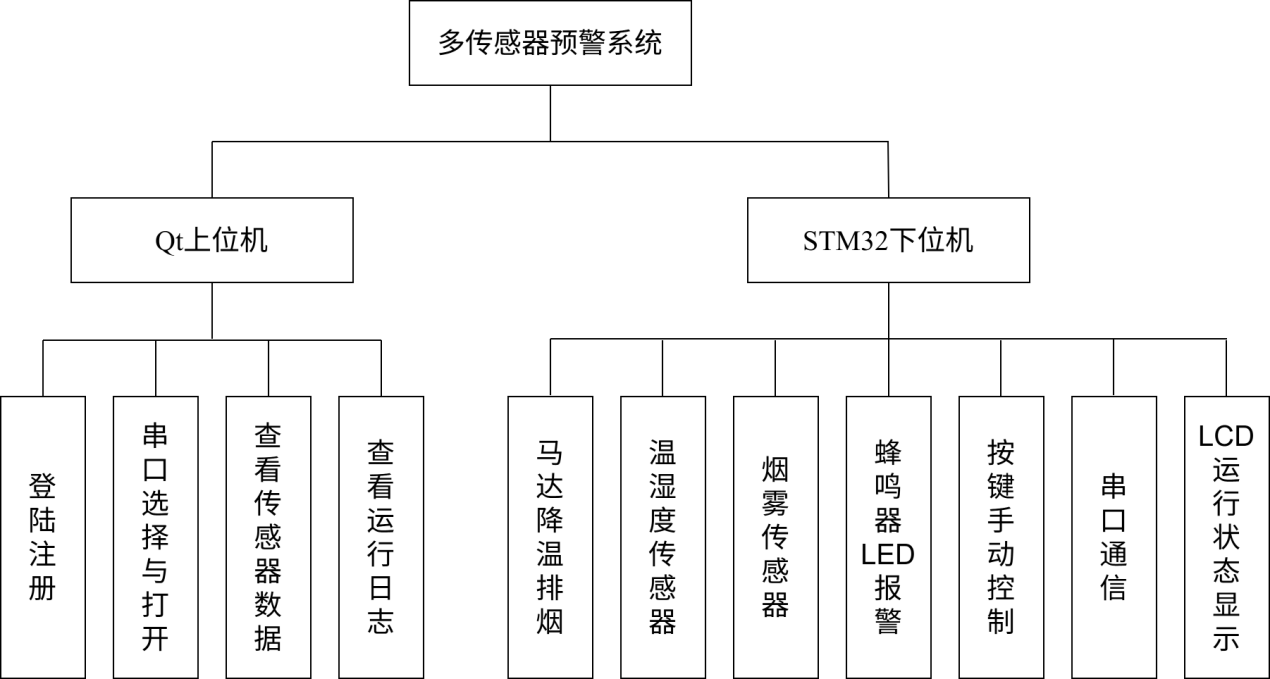 多传感器预警系统
Qt上位机
STM32下位机
登陆注册
串口选择与打开
查看传感器数据
查看运行日志
马达降温排烟
温湿度传感器
烟雾传感器
蜂鸣器LED报警
按键手动控制
串口通信
LCD运行状态显示